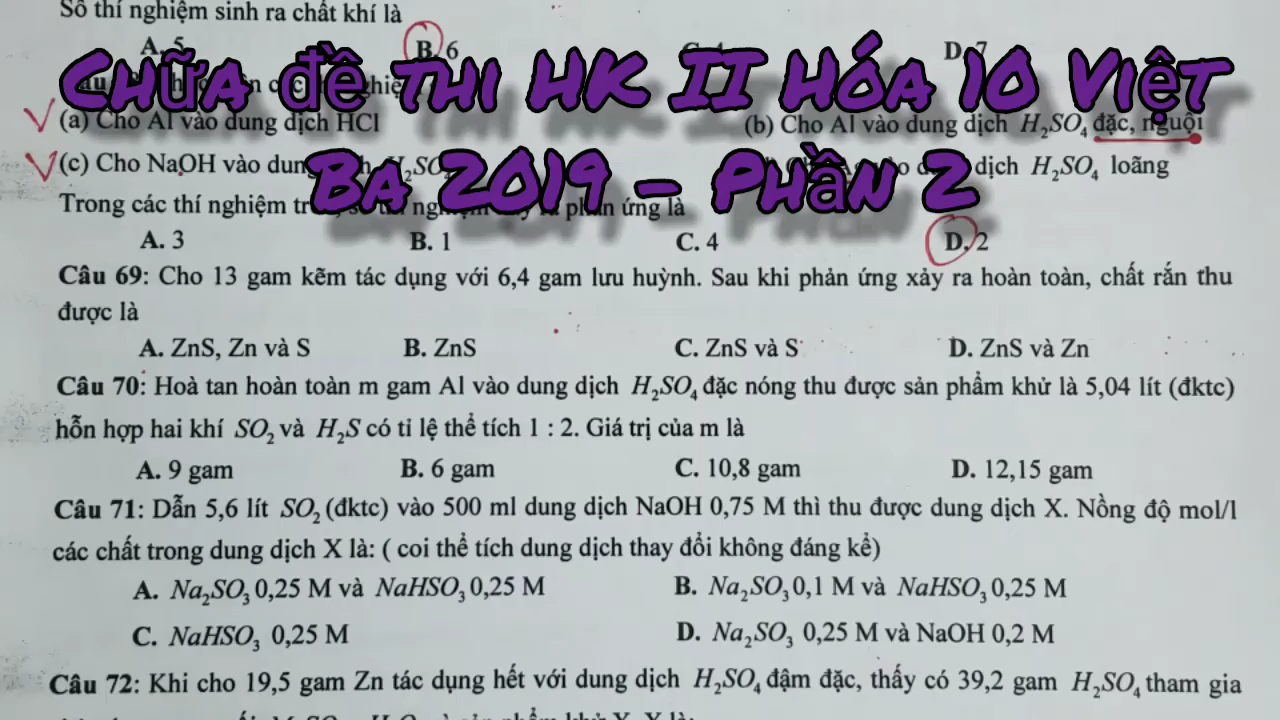 Số thí nghiệm sinh ra chất khí là
A. 5 B. 6 D. 7
Chữa đề thi HK II Hóa 10 Việt
Ba 2019 - Phần 2
(a) Cho Al vào dung dịch HCl (b) Cho Al vào dung dịch H₂SO₄ đặc, nguội
(c) Cho NaOH vào dung dịch H₂SO₄ loãng
Trong các thí nghiệm phản ứng là
A. 3 B. 1 C. 4 D. 2
Câu 69: Cho 13 gam kẽm tác dụng với 6,4 gam lưu huỳnh. Sau khi phản ứng xảy ra hoàn toàn, chất rắn thu
được là
A. ZnS, Zn và S B. ZnS C. ZnS và S D. ZnS và Zn
Câu 70: Hoà tan hoàn toàn m gam Al vào dung dịch H₂SO₄ đặc nóng thu được sản phẩm khử là 5,04 lít (đktc)
hỗn hợp hai khí SO₂ và H₂S có tỉ lệ thể tích 1 : 2. Giá trị của m là
A. 9 gam B. 6 gam C. 10,8 gam D. 12,15 gam
Câu 71: Dẫn 5,6 lít SO₂ (đktc) vào 500 ml dung dịch NaOH 0,75 M thì thu được dung dịch X. Nồng độ mol/l
các chất trong dung dịch X là: ( coi thể tích dung dịch thay đổi không đáng kể)
A. Na₂SO₃ 0,25 M và NaHSO₃ 0,25 M B. Na₂SO₃ 0,1 M và NaHSO₃ 0,25 M
C. NaHSO₃ 0,25 M D. Na₂SO₃ 0,25 M và NaOH 0,2 M
Câu 72: Khi cho 19,5 gam Zn tác dụng hết với dung dịch H₂SO₄ đậm đặc, thấy có 39,2 gam H₂SO₄ tham gia